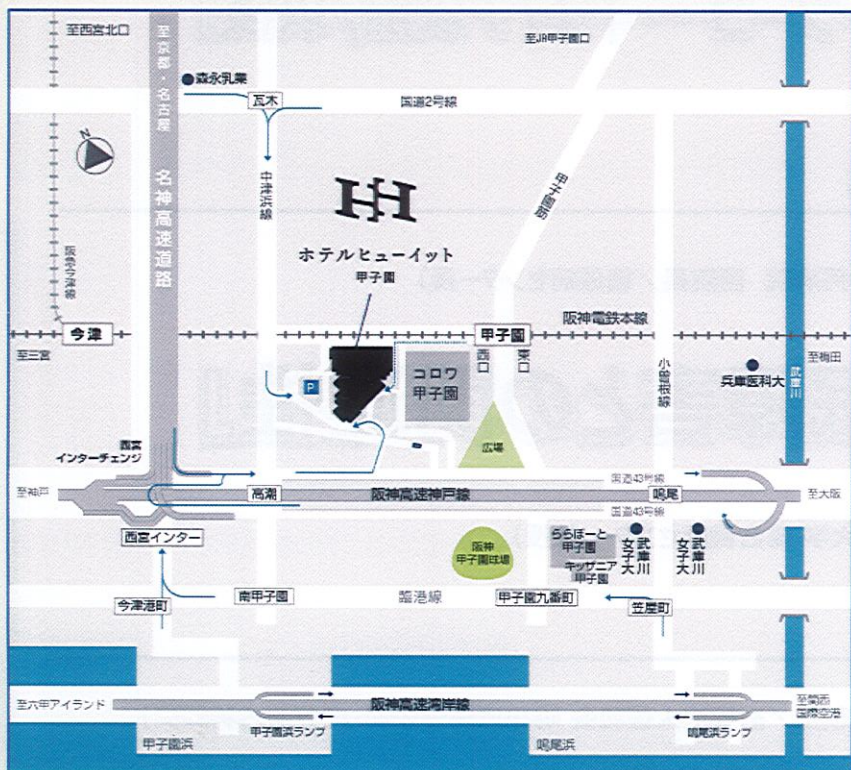 至西宮北口
至京都・名古屋
至JR甲子園口
森永乳業
瓦木
国道2号線
N
名神高速道路
中津浜線
甲子園筋
HH
ホテルヒューイット
甲子園
阪急今津線
阪神電鉄本線
今津
甲子園
至三宮
西口
東口
至梅田
小曽根線
兵庫医科大
武庫川
P
コロワ
甲子園
広場
西宮
インターチェンジ
国道43号線
至神戸
高潮
阪神高速神戸線
鳴尾
至大阪
国道43号線
西宮インター
阪神
甲子園球場
ららぽーと
甲子園
キッザニア
甲子園
武庫川
女子大
武庫川
女子大
今津港町
南甲子園
臨港線
甲子園九番町
笠屋町
至六甲アイランド
阪神高速湾岸線
至関西
国際空港
甲子園浜
甲子園浜ランプ
鳴尾浜
鳴尾浜ランプ